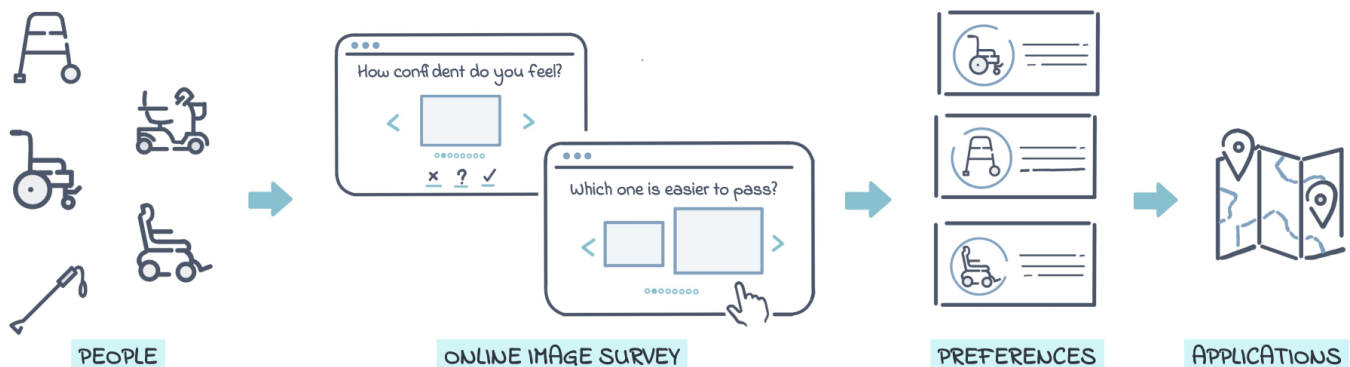 How confident do you feel?
× ? ✓
Which one is easier to pass?
PEOPLE
ONLINE IMAGE SURVEY
PREFERENCES
APPLICATIONS